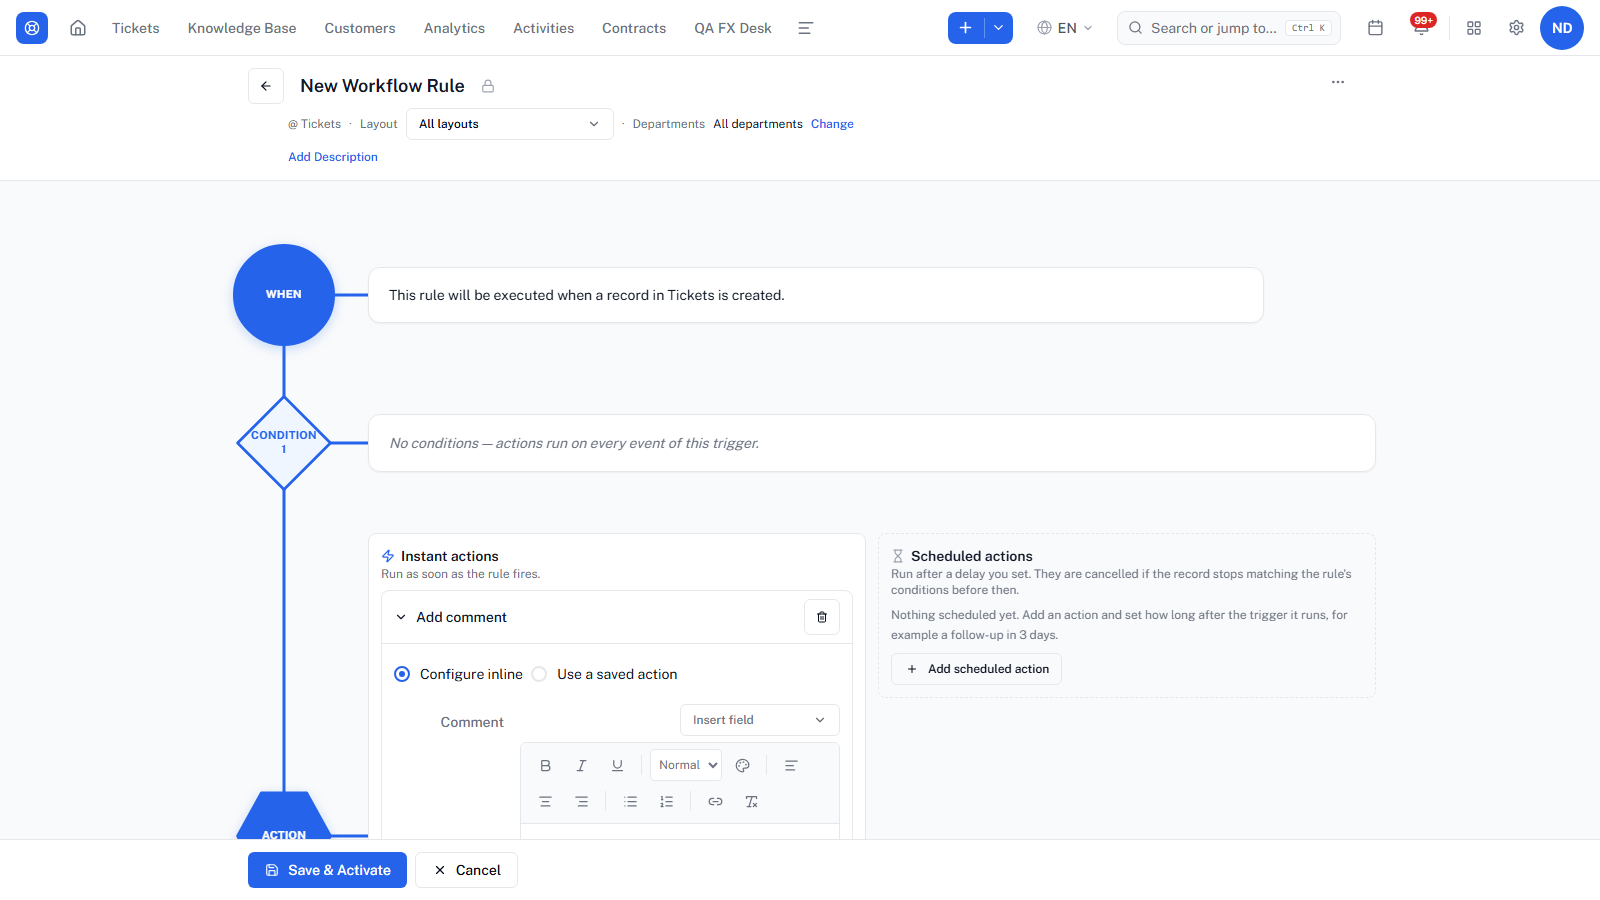 Tickets
Knowledge Base
Customers
Analytics
Activities
Contracts
QA FX Desk
EN
Search or jump to...
Ctrl K
99+
ND
New Workflow Rule
@ Tickets · Layout
All layouts
· Departments All departments Change
Add Description
WHEN
This rule will be executed when a record in Tickets is created.
CONDITION
1
No conditions — actions run on every event of this trigger.
Instant actions
Run as soon as the rule fires.
Add comment
Configure inline
Use a saved action
Comment
Insert field
Normal
Scheduled actions
Run after a delay you set. They are cancelled if the record stops matching the rule's
conditions before then.
Nothing scheduled yet. Add an action and set how long after the trigger it runs, for
example a follow-up in 3 days.
Add scheduled action
ACTION
Save & Activate
Cancel